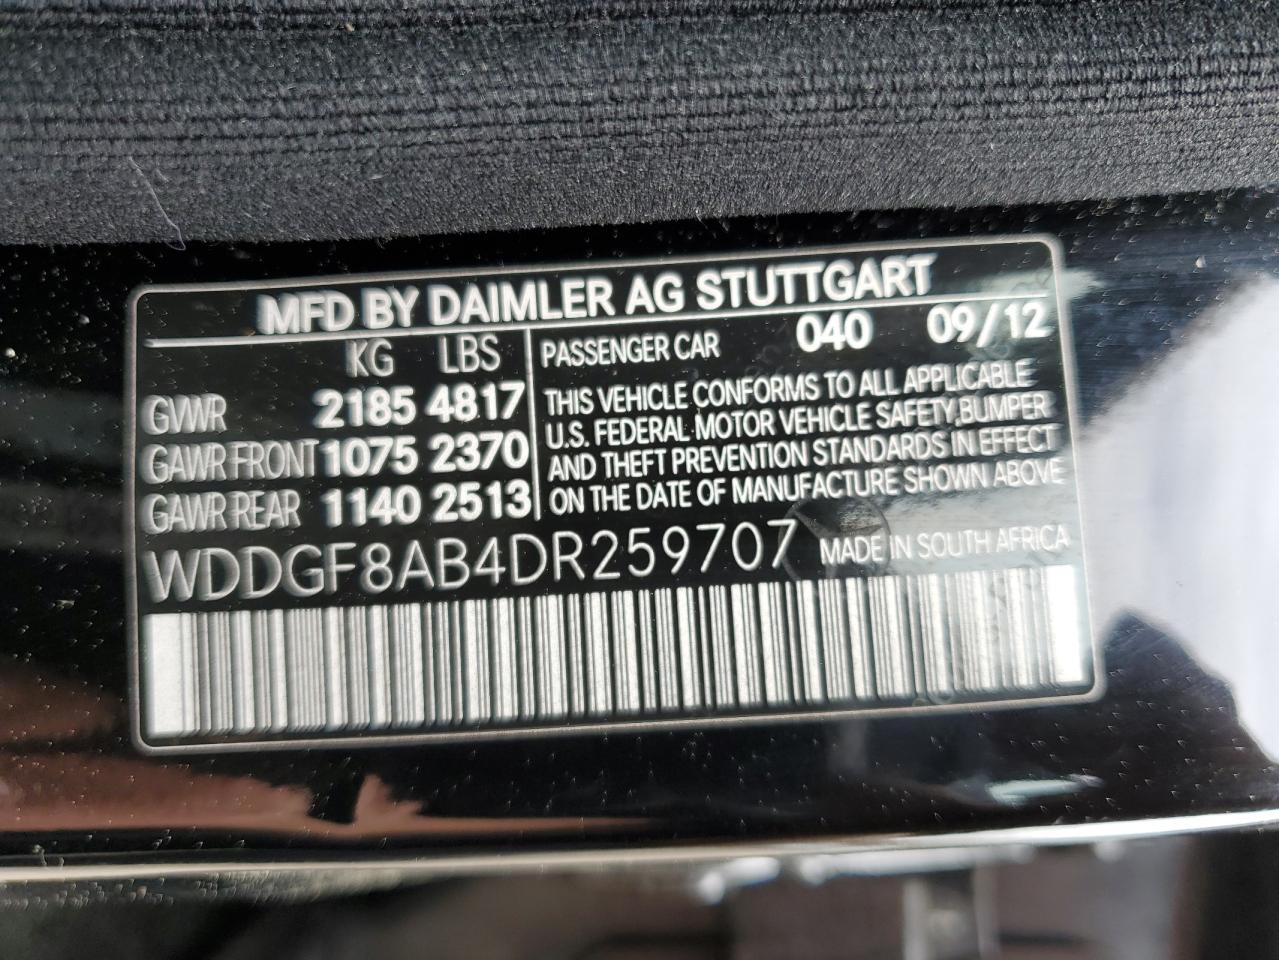 MFD BY DAIMLER AG STUTTGART
KG LBS
GVWR 2185 4817
GAWR FRONT 1075 2370
GAWR REAR 1140 2513
PASSENGER CAR 040 09/12
THIS VEHICLE CONFORMS TO ALL APPLICABLE
U.S. FEDERAL MOTOR VEHICLE SAFETY,BUMPER
AND THEFT PREVENTION STANDARDS IN EFFECT
ON THE DATE OF MANUFACTURE SHOWN ABOVE
WDDGF8AB4DR259707 MADE IN SOUTH AFRICA